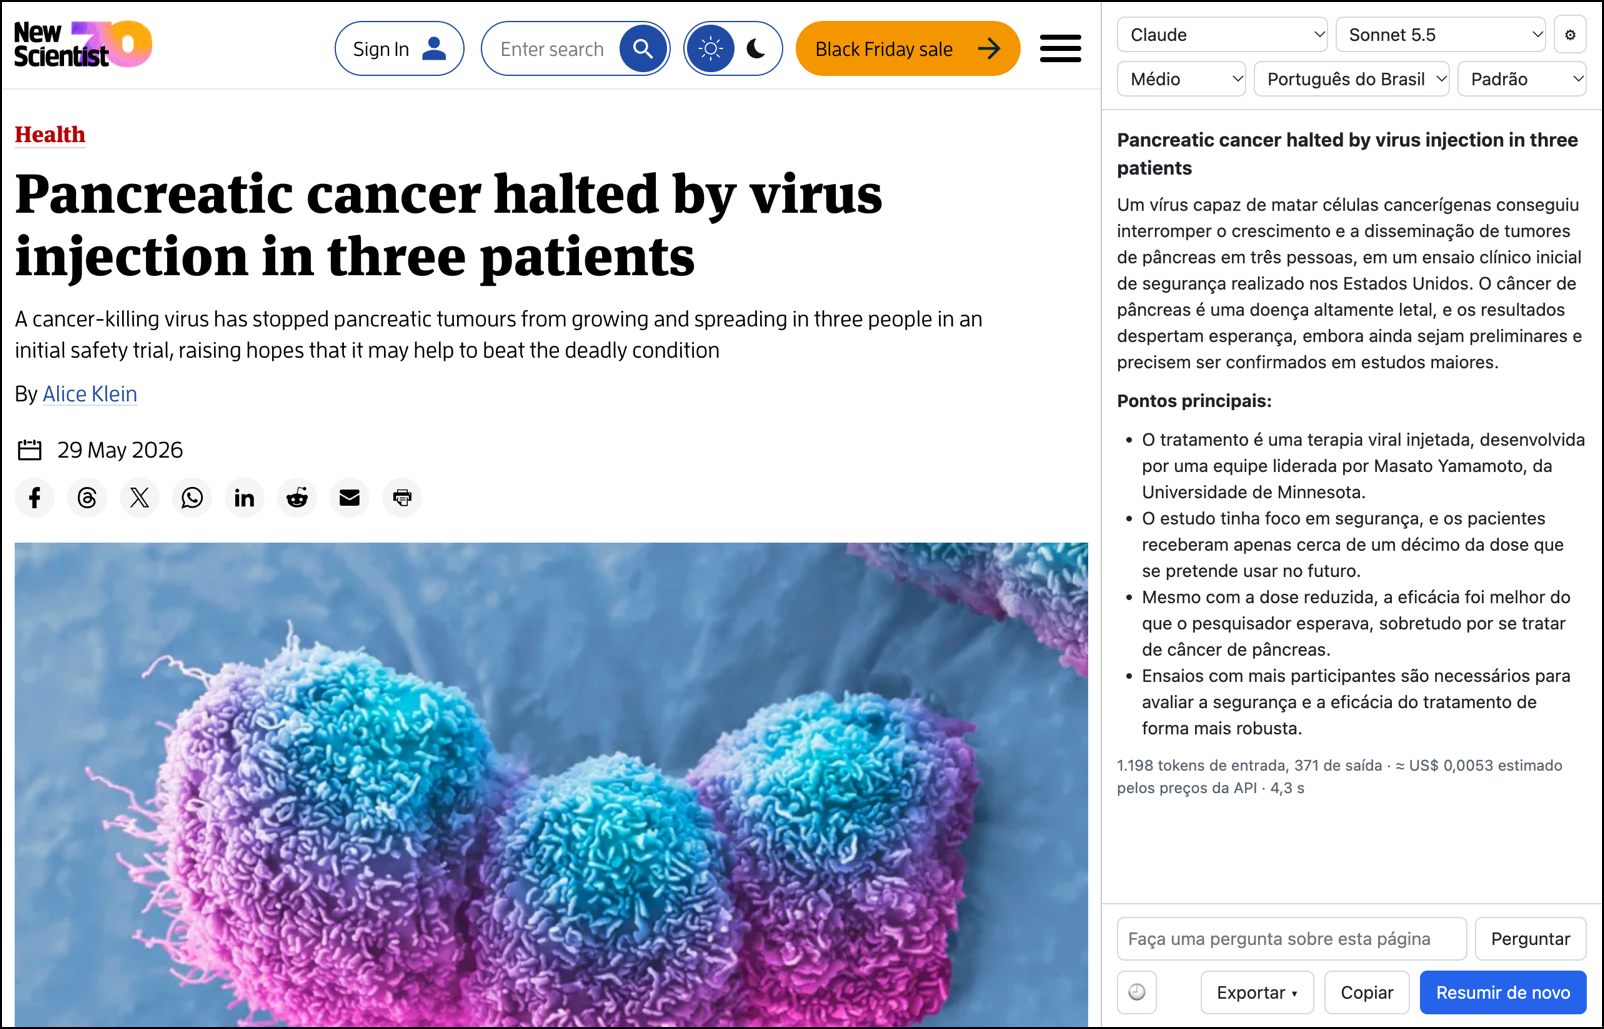 New
Scientist
70
Sign In
Enter search
Black Friday sale
Health
Pancreatic cancer halted by virus
injection in three patients
A cancer-killing virus has stopped pancreatic tumours from growing and spreading in three people in an
initial safety trial, raising hopes that it may help to beat the deadly condition
By Alice Klein
29 May 2026
Claude
Sonnet 5.5
Médio
Português do Brasil
Padrão
Pancreatic cancer halted by virus injection in three
patients
Um vírus capaz de matar células cancerígenas conseguiu
interromper o crescimento e a disseminação de tumores
de pâncreas em três pessoas, em um ensaio clínico inicial
de segurança realizado nos Estados Unidos. O câncer de
pâncreas é uma doença altamente letal, e os resultados
despertam esperança, embora ainda sejam preliminares e
precisem ser confirmados em estudos maiores.
Pontos principais:
• O tratamento é uma terapia viral injetada, desenvolvida
por uma equipe liderada por Masato Yamamoto, da
Universidade de Minnesota.
• O estudo tinha foco em segurança, e os pacientes
receberam apenas cerca de um décimo da dose que
se pretende usar no futuro.
• Mesmo com a dose reduzida, a eficácia foi melhor do
que o pesquisador esperava, sobretudo por se tratar
de câncer de pâncreas.
• Ensaios com mais participantes são necessários para
avaliar a segurança e a eficácia do tratamento de
forma mais robusta.
1.198 tokens de entrada, 371 de saída · ≈ US$ 0,0053 estimado
pelos preços da API · 4,3 s
Faça uma pergunta sobre esta página
Perguntar
Exportar ▾
Copiar
Resumir de novo